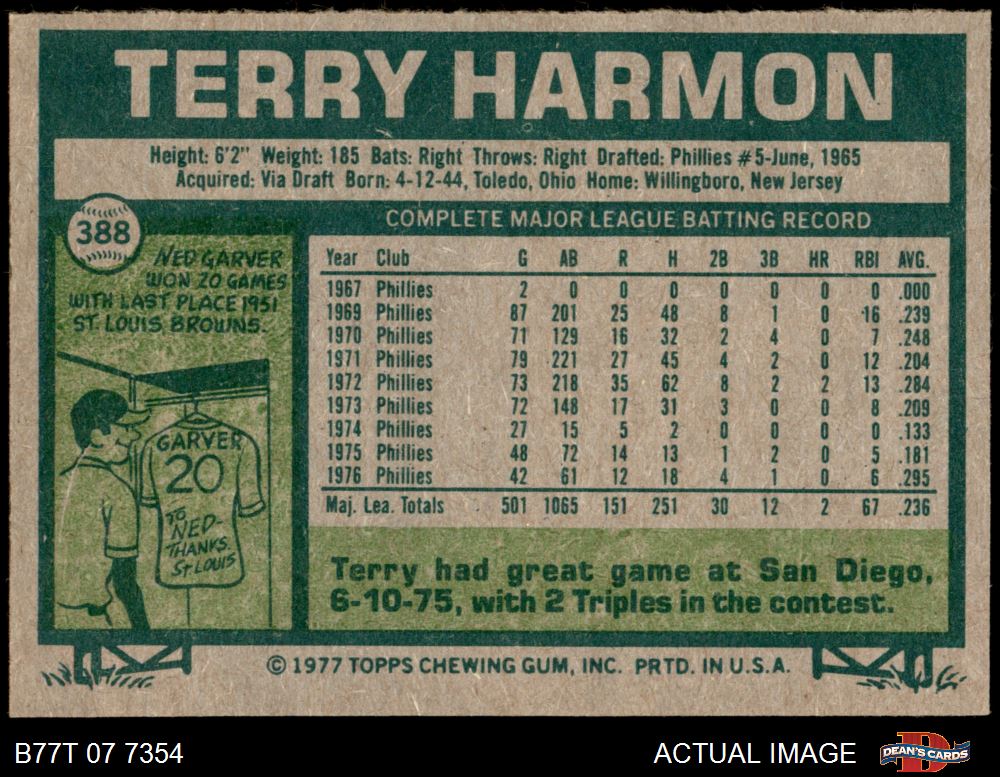 TERRY HARMON
Height: 6'2" Weight: 185 Bats: Right Throws: Right Drafted: Phillies #5-June, 1965
Acquired: Via Draft Born: 4-12-44, Toledo, Ohio Home: Willingboro, New Jersey
388
NED GARVER
WON 20 GAMES
WITH LAST PLACE 1951
ST. LOUIS BROWNS.
GARVER
20
TO
NED-
THANKS.
ST. LOUIS
COMPLETE MAJOR LEAGUE BATTING RECORD
Year Club G AB R H 2B 3B HR RBI AVG.
1967 Phillies 2 0 0 0 0 0 0 0 .000
1969 Phillies 87 201 25 48 8 1 0 16 .239
1970 Phillies 71 129 16 32 2 4 0 7 .248
1971 Phillies 79 221 27 45 4 2 0 12 .204
1972 Phillies 73 218 35 62 8 2 2 13 .284
1973 Phillies 72 148 17 31 3 0 0 8 .209
1974 Phillies 27 15 5 2 0 0 0 0 .133
1975 Phillies 48 72 14 13 1 2 0 5 .181
1976 Phillies 42 61 12 18 4 1 0 6 .295
Maj. Lea. Totals 501 1065 151 251 30 12 2 67 .236
Terry had great game at San Diego,
6-10-75, with 2 Triples in the contest.
© 1977 TOPPS CHEWING GUM, INC. PRTD. IN U.S.A.
B77T 07 7354
ACTUAL IMAGE
D
DEAN'S CARDS